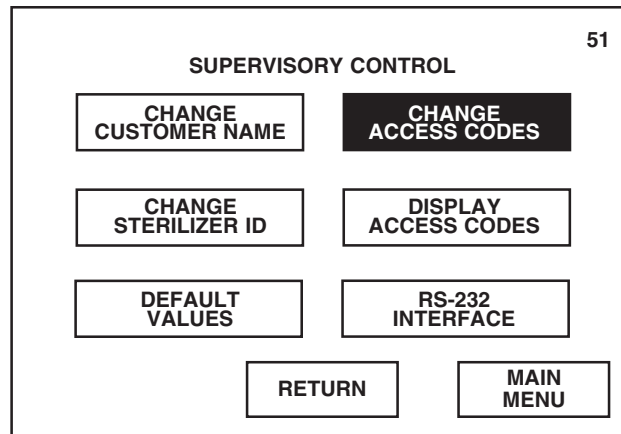 51
SUPERVISORY CONTROL
CHANGE
CUSTOMER NAME
CHANGE
ACCESS CODES
CHANGE
STERILIZER ID
DISPLAY
ACCESS CODES
DEFAULT
VALUES
RS-232
INTERFACE
RETURN
MAIN
MENU